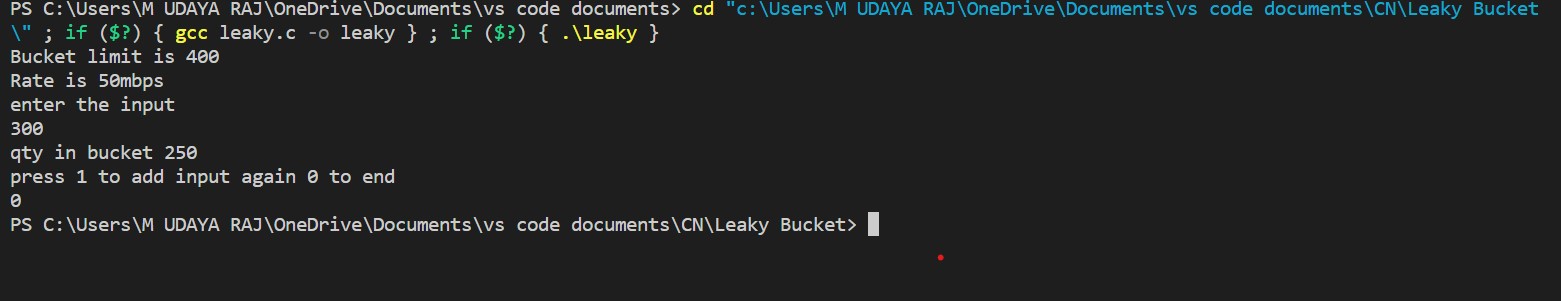 PS C:\Users\M UDAYA RAJ\OneDrive\Documents\vs code documents> cd "c:\Users\M UDAYA RAJ\OneDrive\Documents\vs code documents\CN\Leaky Bucket
\" ; if ($?) { gcc leaky.c -o leaky } ; if ($?) { .\leaky }
Bucket limit is 400
Rate is 50mbps
enter the input
300
qty in bucket 250
press 1 to add input again 0 to end
0
PS C:\Users\M UDAYA RAJ\OneDrive\Documents\vs code documents\CN\Leaky Bucket>